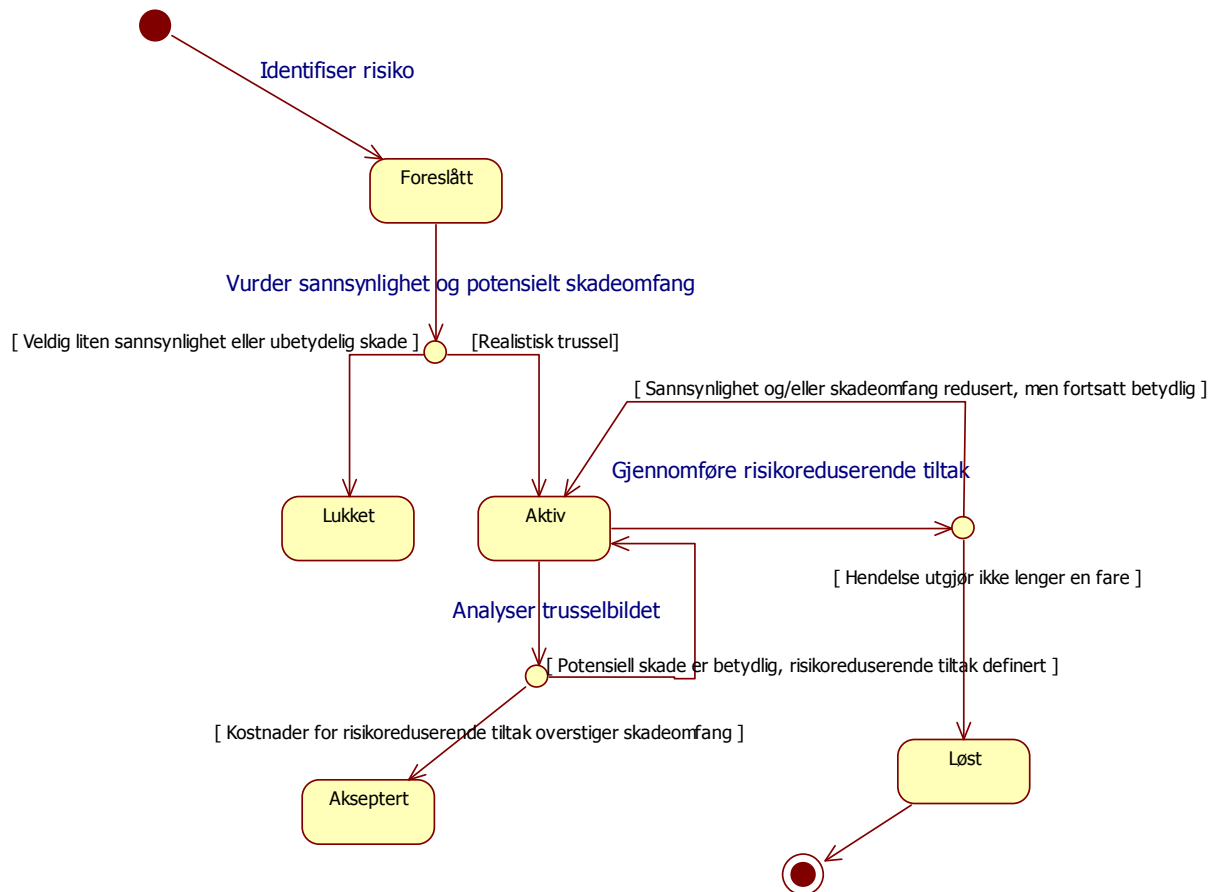 Identifiser risiko
Foreslått
Vurder sannsynlighet og potensielt skadeomfang
[ Veldig liten sannsynlighet eller ubetydelig skade ]
[Realistisk trussel]
[ Sannsynlighet og/eller skadeomfang redusert, men fortsatt betydlig ]
Gjennomføre risikoreduserende tiltak
Lukket
Aktiv
[ Hendelse utgjør ikke lenger en fare ]
Analyser trusselbildet
[ Potensiell skade er betydlig, risikoreduserende tiltak definert ]
[ Kostnader for risikoreduserende tiltak overstiger skadeomfang ]
Løst
Akseptert